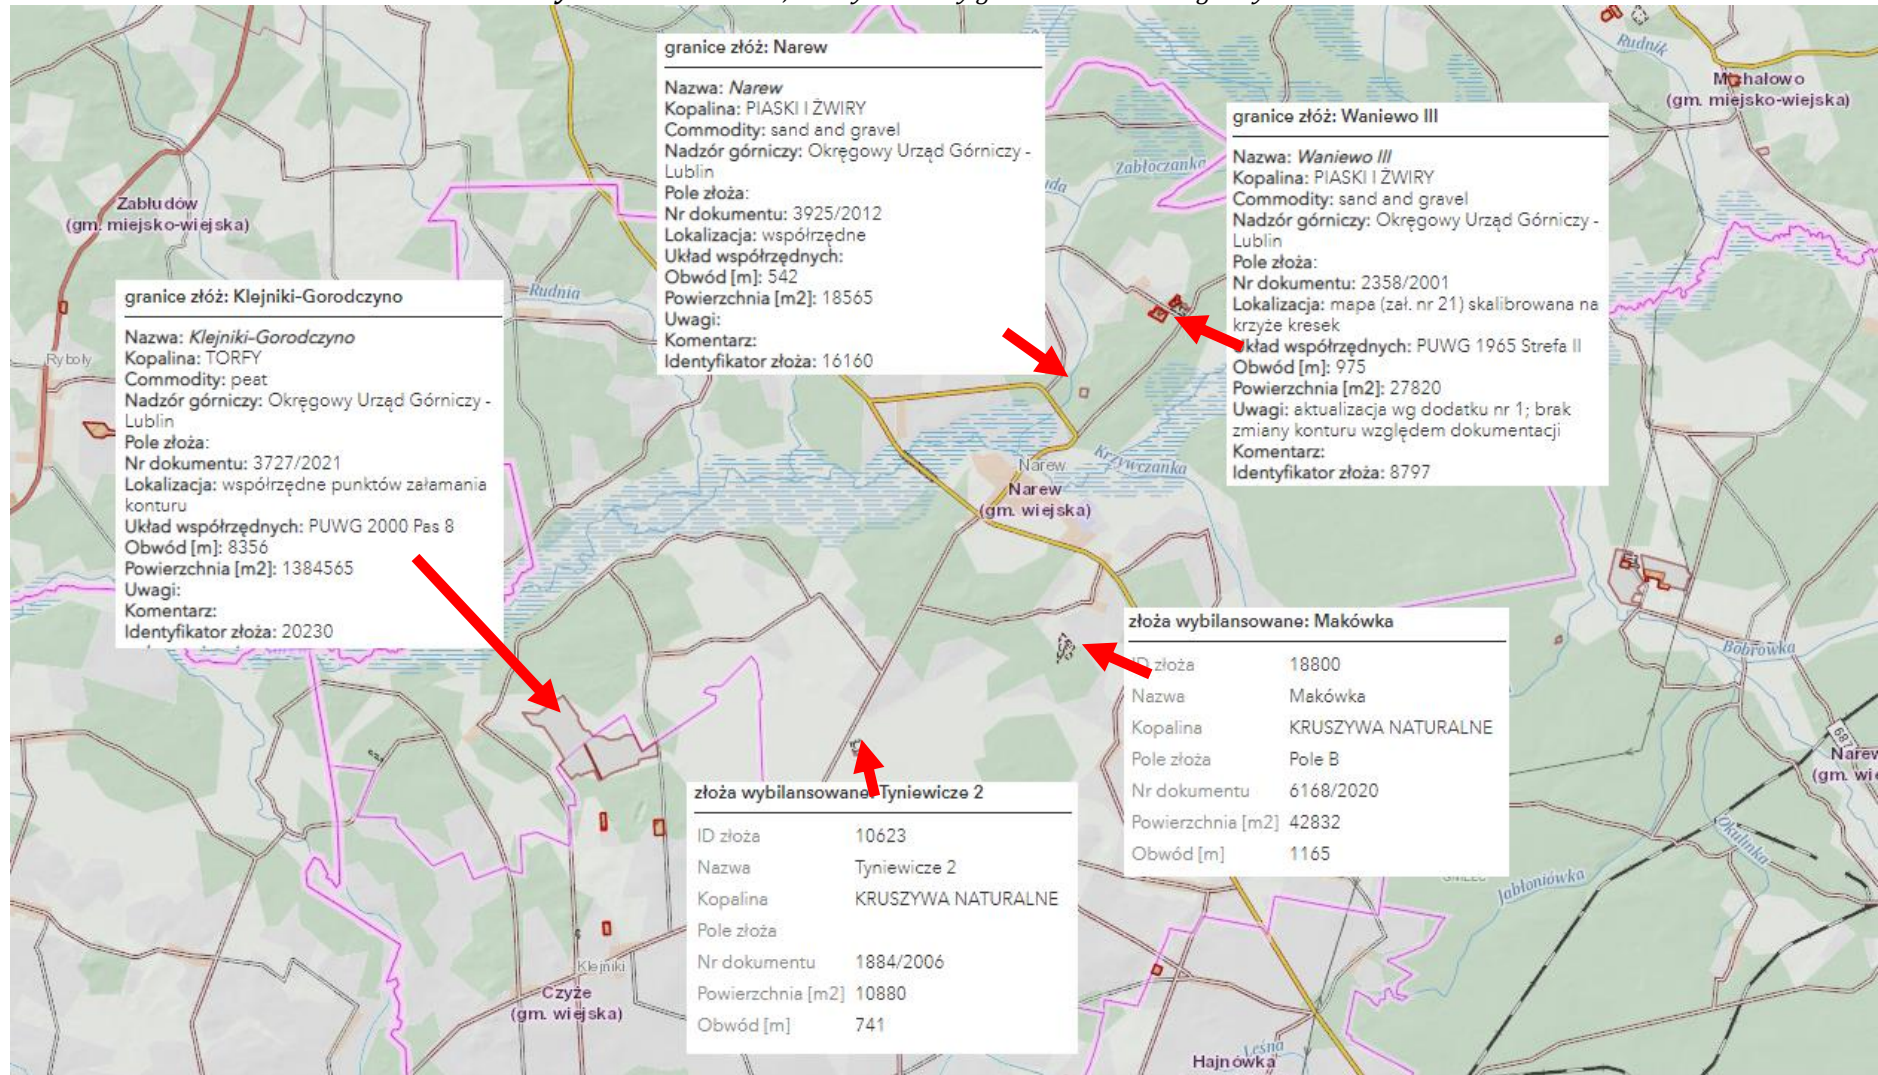 granice złóż: Narew
Nazwa: Narew
Kopalina: PIASKI I ŻWIRY
Commodity: sand and gravel
Nadzór górniczy: Okręgowy Urząd Górniczy -
Lublin
Pole złoża:
Nr dokumentu: 3925/2012
Lokalizacja: współrzędne
Układ współrzędnych:
Obwód [m]: 542
Powierzchnia [m2]: 18565
Uwagi:
Komentarz:
Identyfikator złoża: 16160
Rudnik
Michałowo
(gm. miejsko-wiejska)
granice złóż: Waniewo III
Nazwa: Waniewo III
Kopalina: PIASKI I ŻWIRY
Commodity: sand and gravel
Nadzór górniczy: Okręgowy Urząd Górniczy -
Lublin
Pole złoża:
Nr dokumentu: 2358/2001
Lokalizacja: mapa (zał. nr 21) skalibrowana na
krzyże kresek
Układ współrzędnych: PUWG 1965 Strefa II
Obwód [m]: 975
Powierzchnia [m2]: 27820
Uwagi: aktualizacja wg dodatku nr 1; brak
zmiany konturu względem dokumentacji
Komentarz:
Identyfikator złoża: 8797
Zabłoczanka
Zabłudów
(gm. miejsko-wiejska)
Rudnia
Ryboły
granice złóż: Klejniki-Gorodczyno
Nazwa: Klejniki-Gorodczyno
Kopalina: TORFY
Commodity: peat
Nadzór górniczy: Okręgowy Urząd Górniczy -
Lublin
Pole złoża:
Nr dokumentu: 3727/2021
Lokalizacja: współrzędne punktów załamania
konturu
Układ współrzędnych: PUWG 2000 Pas 8
Obwód [m]: 8356
Powierzchnia [m2]: 1384565
Uwagi:
Komentarz:
Identyfikator złoża: 20230
Narew
Krzywczanka
Narew
(gm. wiejska)
złoża wybilansowane: Makówka
ID złoża 18800
Nazwa Makówka
Kopalina KRUSZYWA NATURALNE
Pole złoża Pole B
Nr dokumentu 6168/2020
Powierzchnia [m2] 42832
Obwód [m] 1165
Bobrówka
687
Narew
(gm. wie
Okulinka
Jabłoniówka
złoża wybilansowane: Tyniewicze 2
ID złoża 10623
Nazwa Tyniewicze 2
Kopalina KRUSZYWA NATURALNE
Pole złoża
Nr dokumentu 1884/2006
Powierzchnia [m2] 10880
Obwód [m] 741
Klejniki
Czyże
(gm. wiejska)
Leśna
Hajnówka